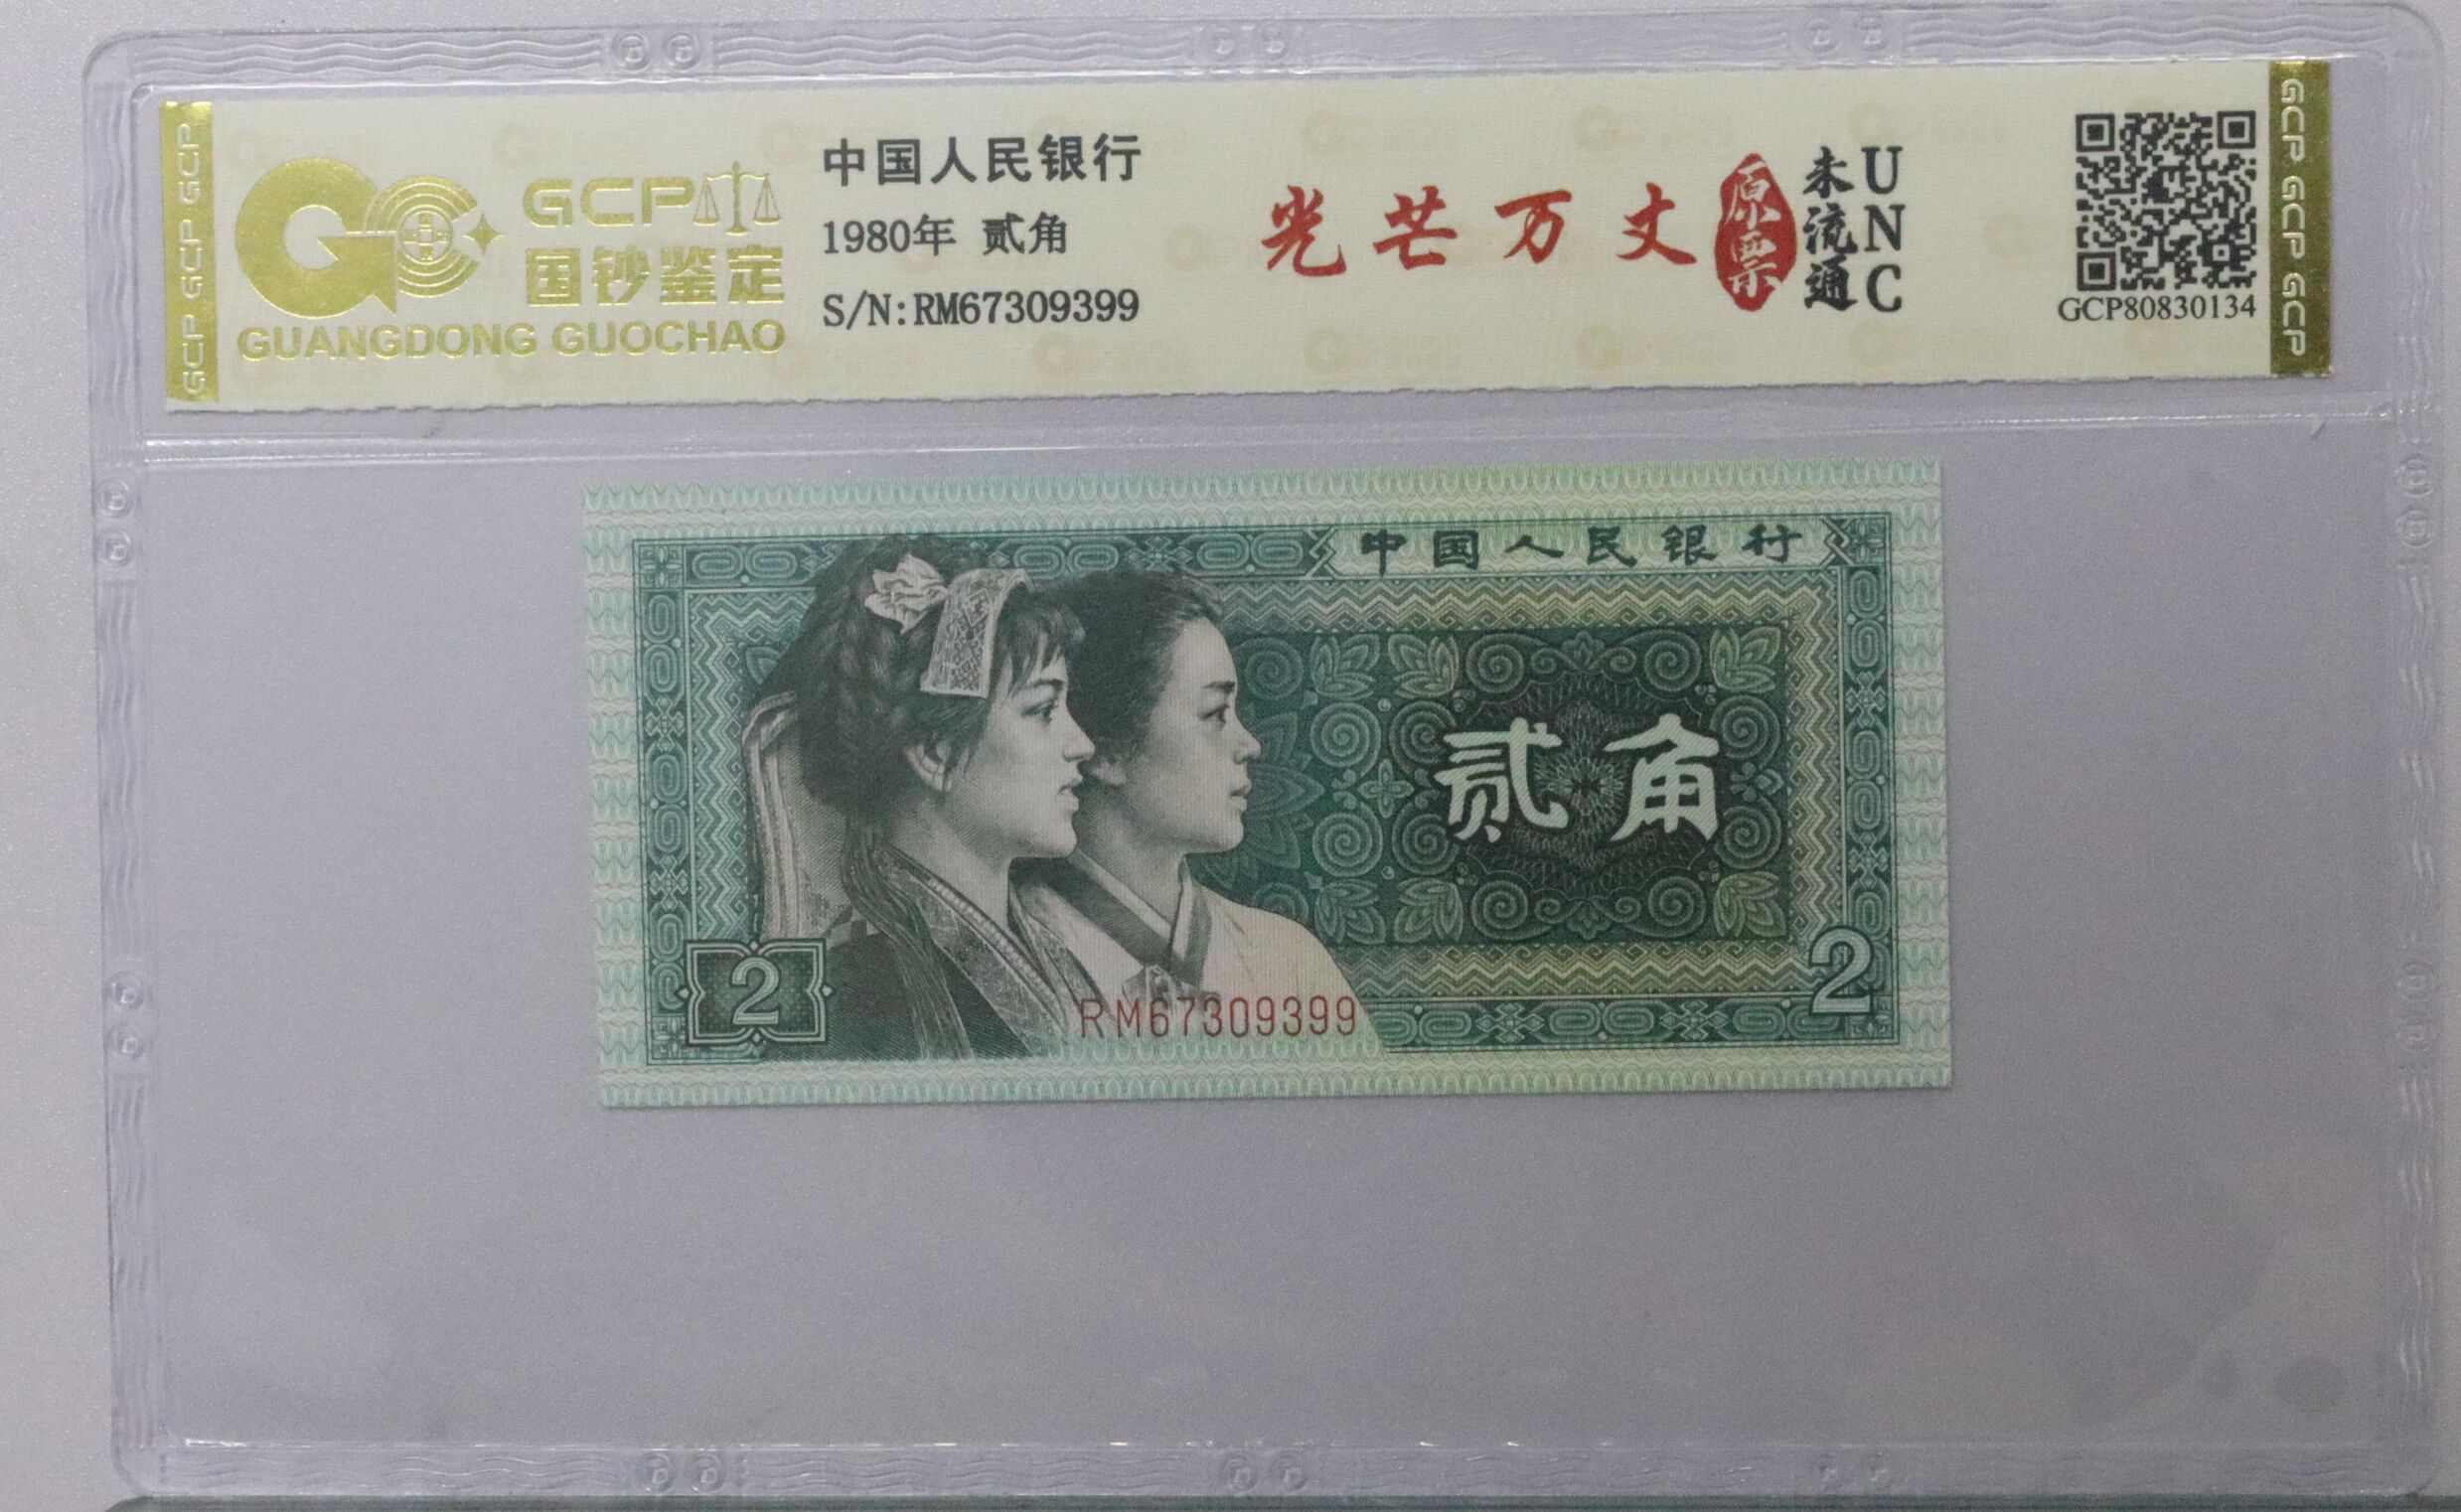 GCP GCP GCP
GCP
国钞鉴定
GUANGDONG GUOCHAO
中国人民银行
1980年 贰角
S/N:RM67309399
光芒万丈
原票
未流通
UNC
GCP80830134
GCP GCP GCP
中国人民银行
贰角
2
RM67309399
2